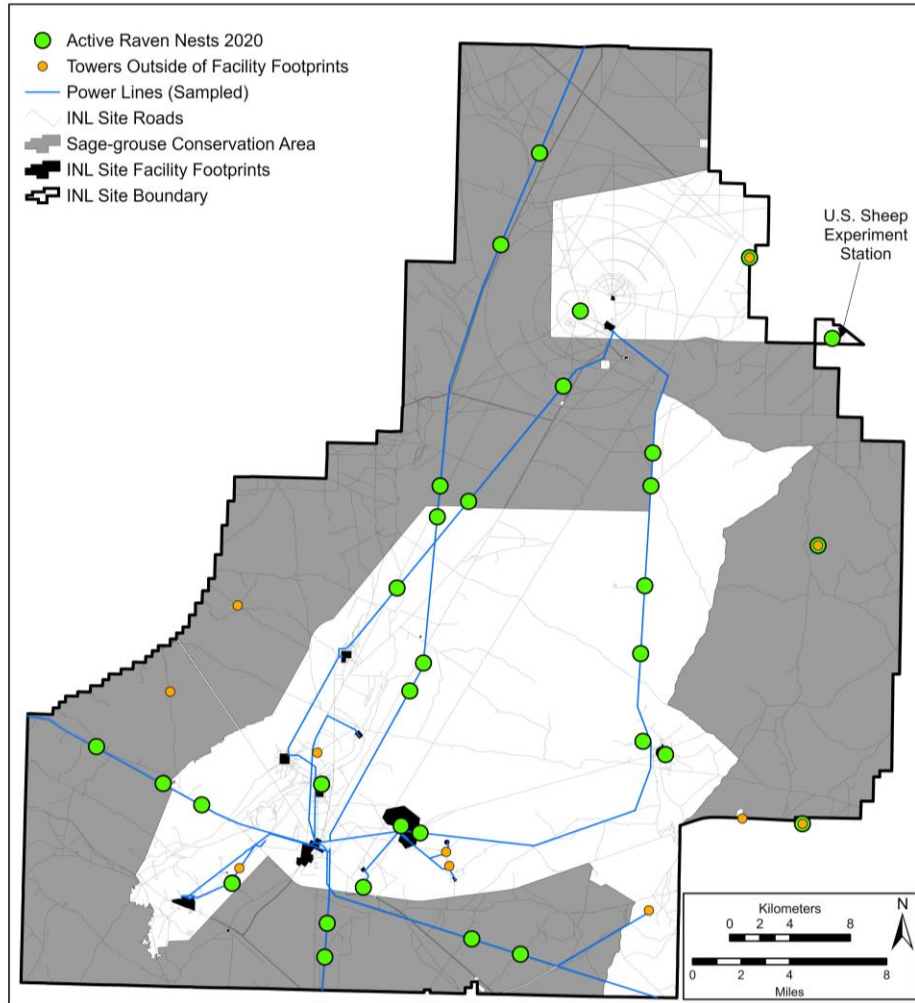 Active Raven Nests 2020
Towers Outside of Facility Footprints
Power Lines (Sampled)
INL Site Roads
Sage-grouse Conservation Area
INL Site Facility Footprints
INL Site Boundary
U.S. Sheep
Experiment
Station
Kilometers
0 2 4 8
N
0 2 4 8
Miles